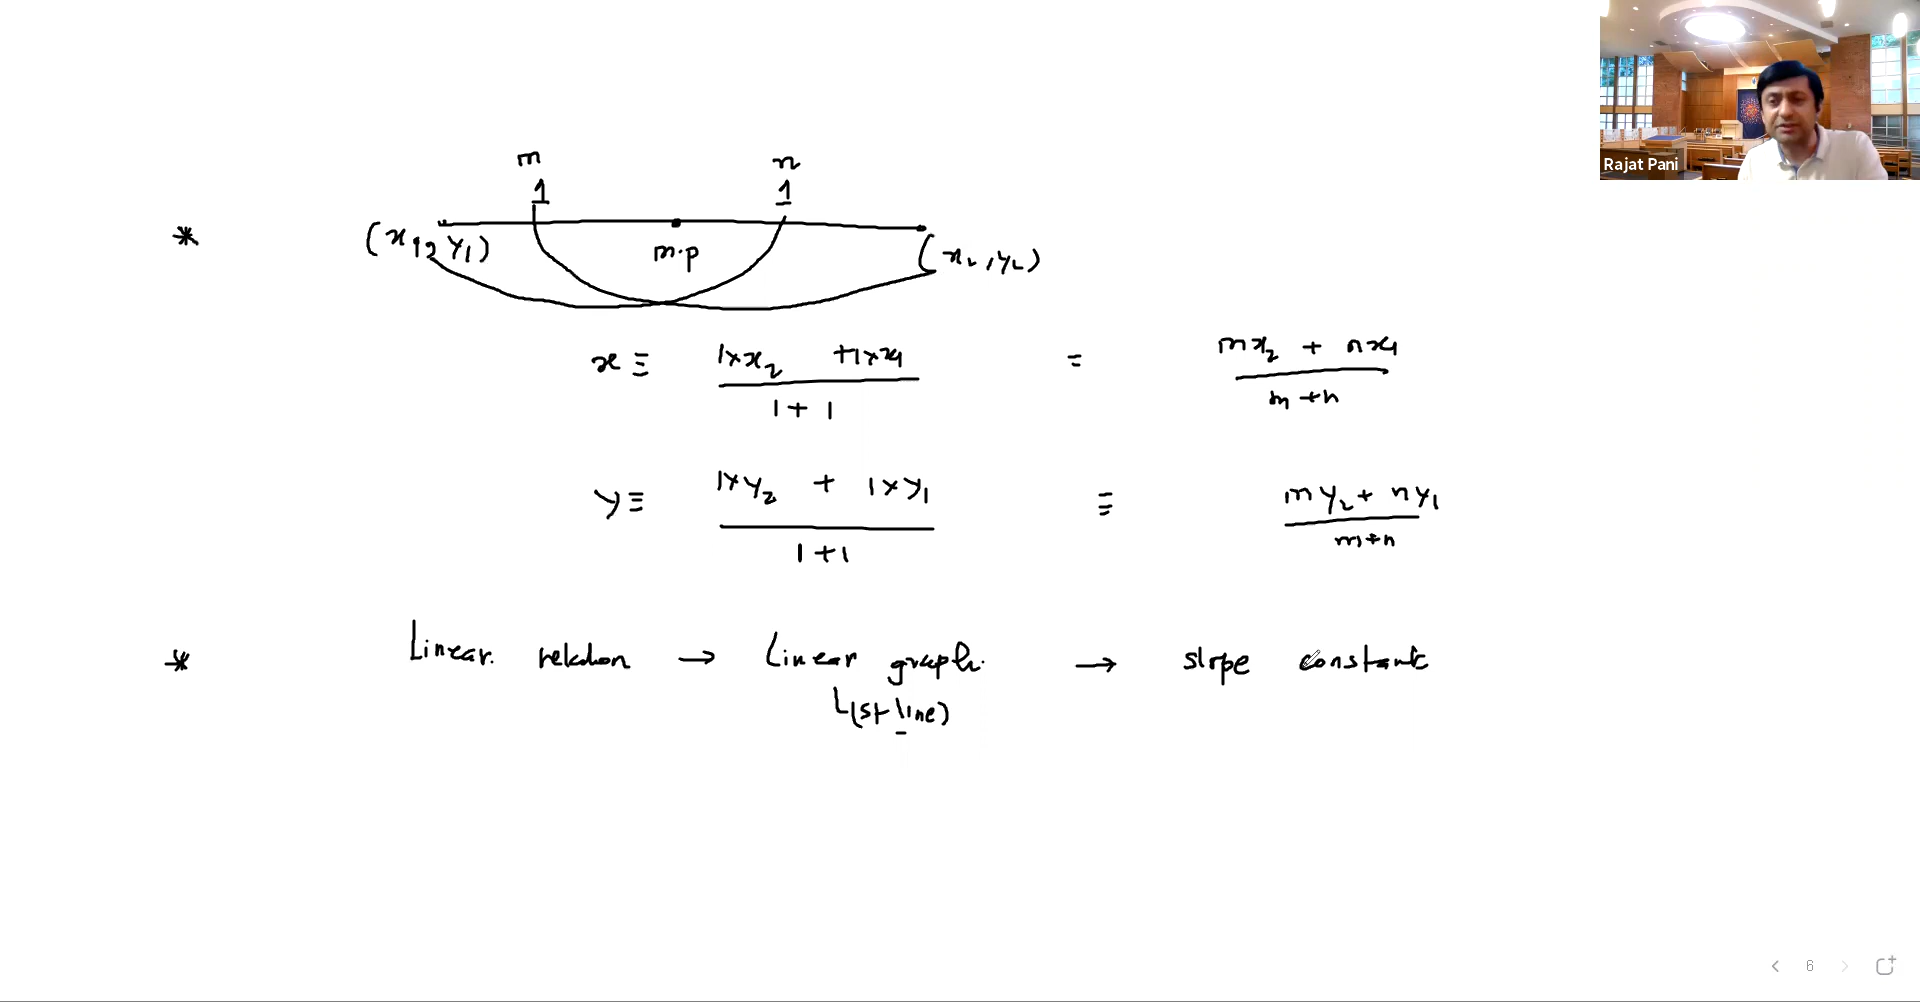 Rajat Pani
m n
1 1
* (x₁, y₁) m.p (x₂, y₂)
x ≡ 1×x₂ +1×x₁ = mx₂ + nx₁
1 + 1 m+n
y ≡ 1×y₂ + 1×y₁ ≡ my₂ + ny₁
1 + 1 m+n
* Linear relation → Linear graph → slope constant
(st line)
6